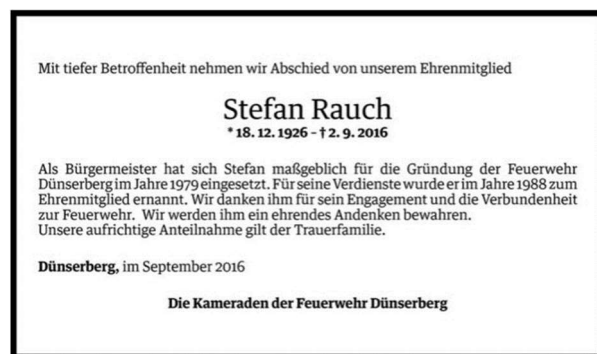 Mit tiefer Betroffenheit nehmen wir Abschied von unserem Ehrenmitglied
Stefan Rauch
* 18. 12. 1926 – † 2. 9. 2016
Als Bürgermeister hat sich Stefan maßgeblich für die Gründung der Feuerwehr
Dünserberg im Jahre 1979 eingesetzt. Für seine Verdienste wurde er im Jahre 1988 zum
Ehrenmitglied ernannt. Wir danken ihm für sein Engagement und die Verbundenheit
zur Feuerwehr. Wir werden ihm ein ehrendes Andenken bewahren.
Unsere aufrichtige Anteilnahme gilt der Trauerfamilie.
Dünserberg, im September 2016
Die Kameraden der Feuerwehr Dünserberg